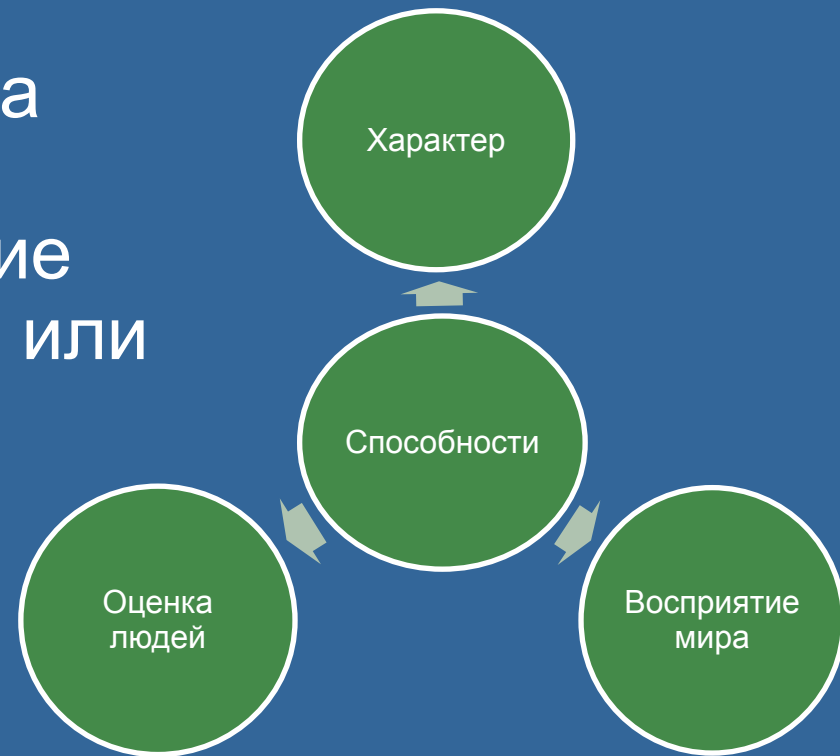 а
ие
или
Характер
Способности
Оценка
людей
Восприятие
мира